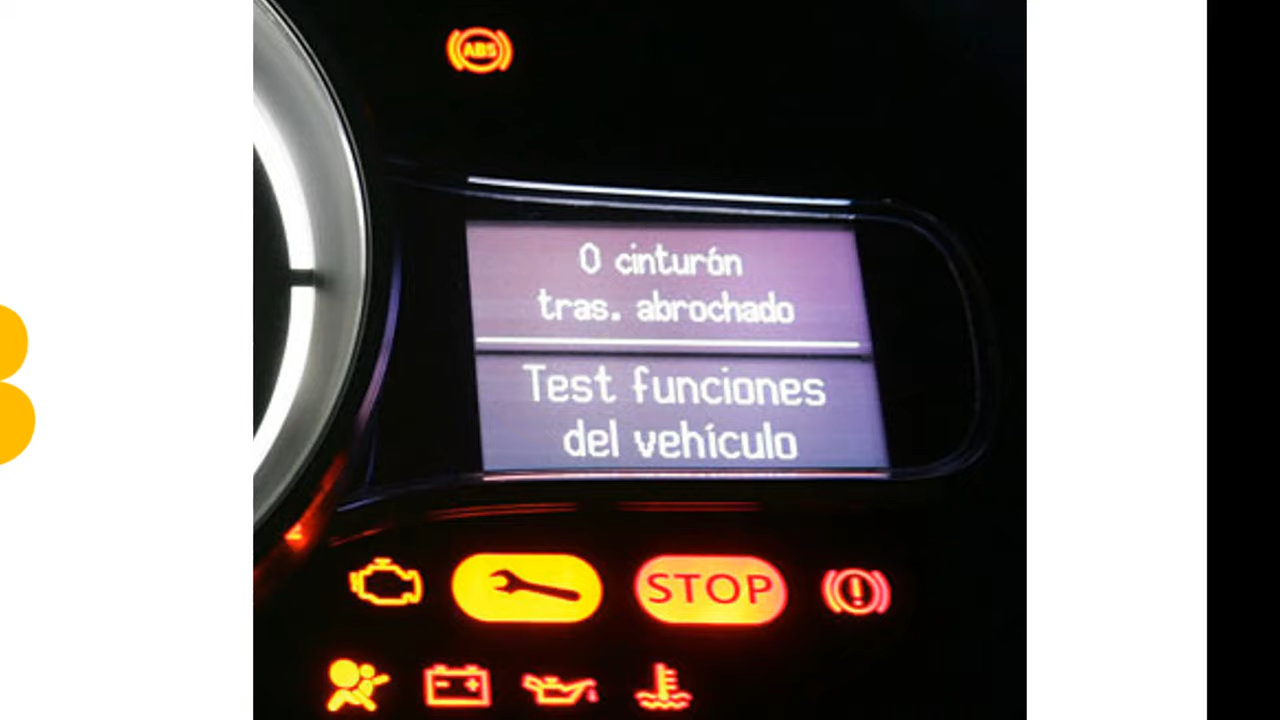 ABS
0 cinturón
tras. abrochado
Test funciones
del vehículo
STOP